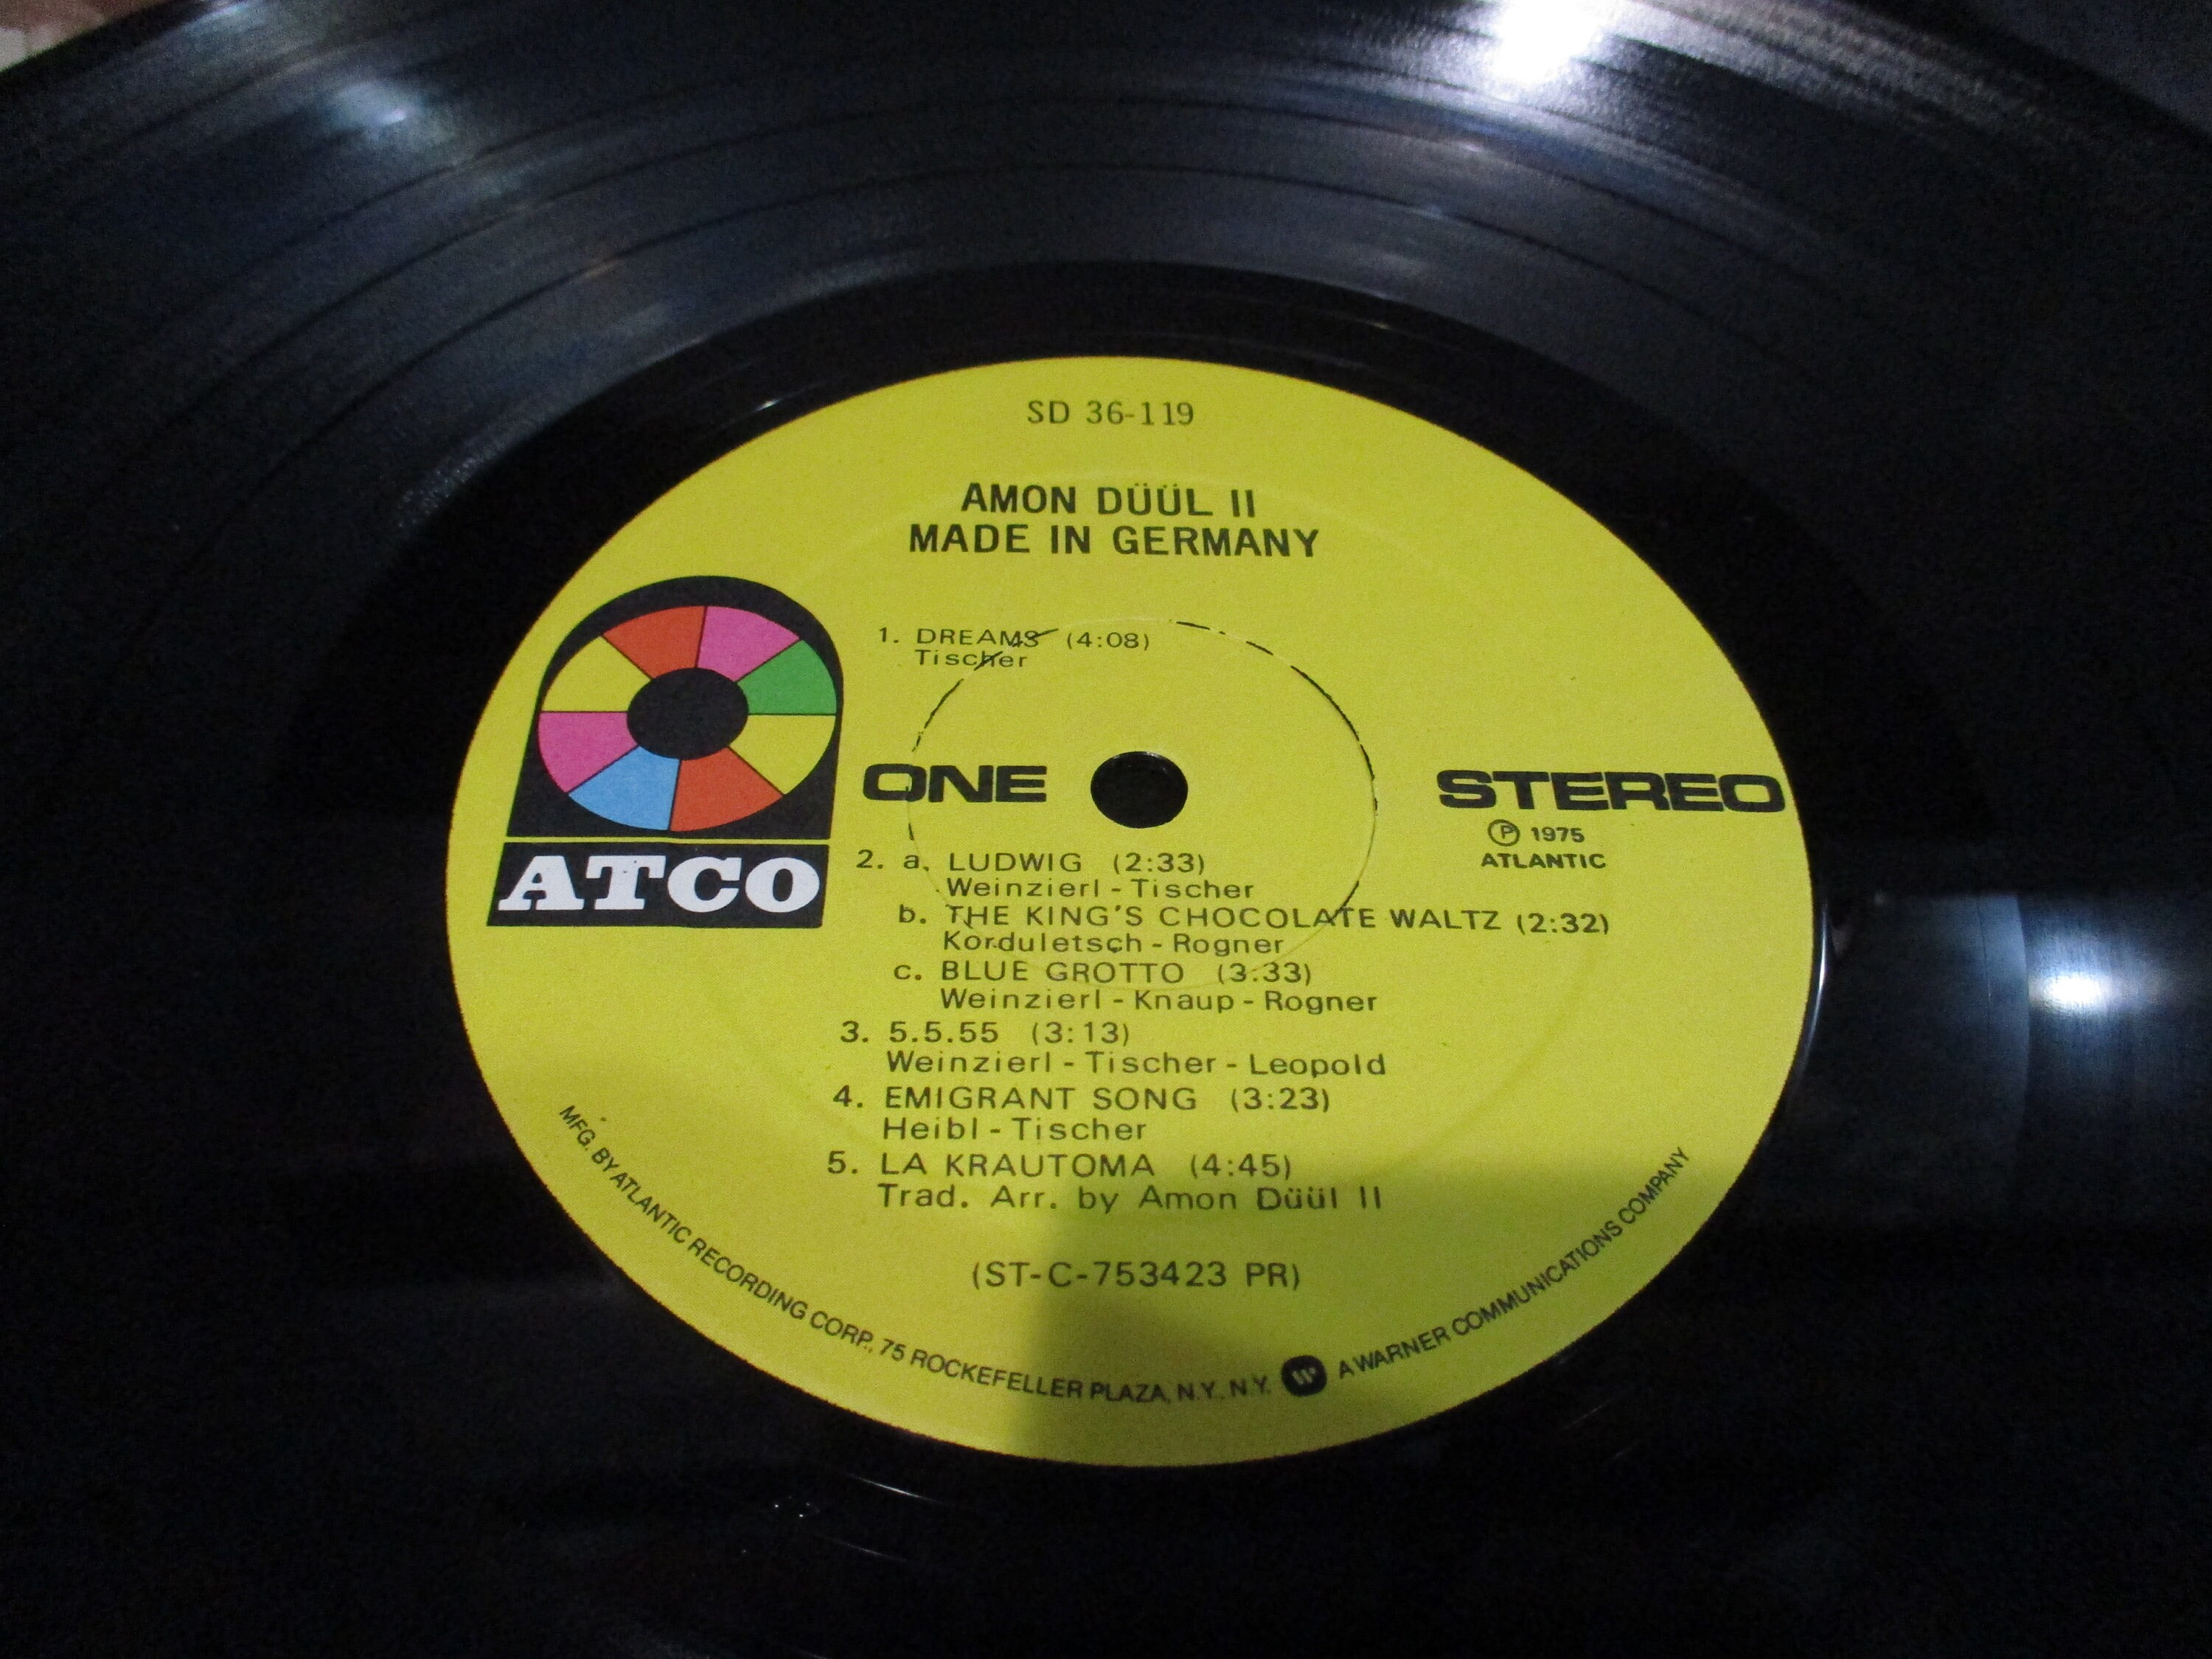 SD 36-119
AMON DÜÜL II
MADE IN GERMANY
1. DREAMS (4:08)
Tischer
ATCO
ONE
STEREO
Ⓟ 1975
ATLANTIC
2. a. LUDWIG (2:33)
Weinzierl - Tischer
b. THE KING'S CHOCOLATE WALTZ (2:32)
Korduletsch - Rogner
c. BLUE GROTTO (3:33)
Weinzierl - Knaup - Rogner
3. 5.5.55 (3:13)
Weinzierl - Tischer - Leopold
4. EMIGRANT SONG (3:23)
Heibl - Tischer
5. LA KRAUTOMA (4:45)
Trad. Arr. by Amon Düül II
(ST-C-753423 PR)
MFG. BY ATLANTIC RECORDING CORP., 75 ROCKEFELLER PLAZA, N.Y., N.Y. W A WARNER COMMUNICATIONS COMPANY